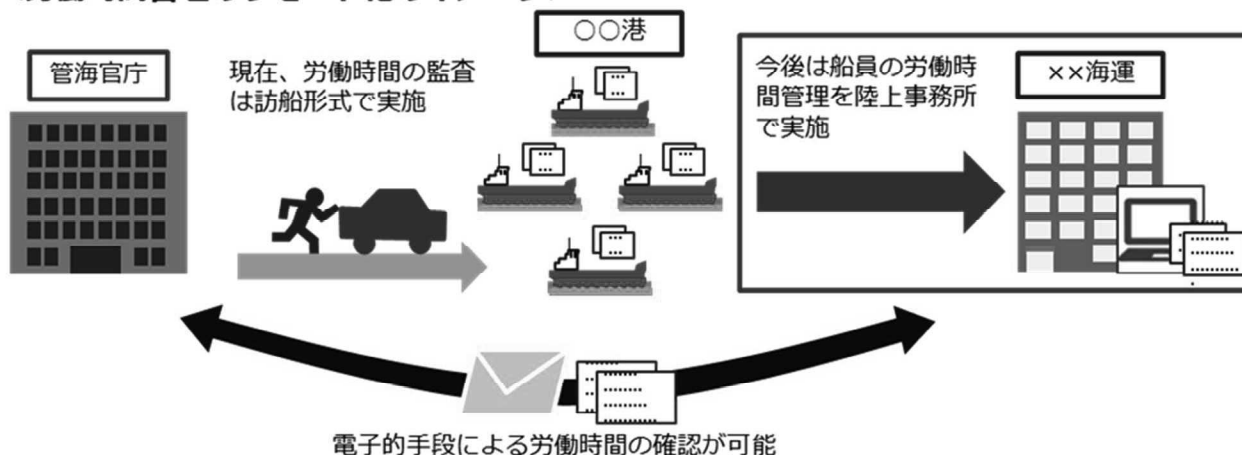 管海官庁
現在、労働時間の監査
は訪船形式で実施
○○港
今後は船員の労働時
間管理を陸上事務所
で実施
××海運
電子的手段による労働時間の確認が可能